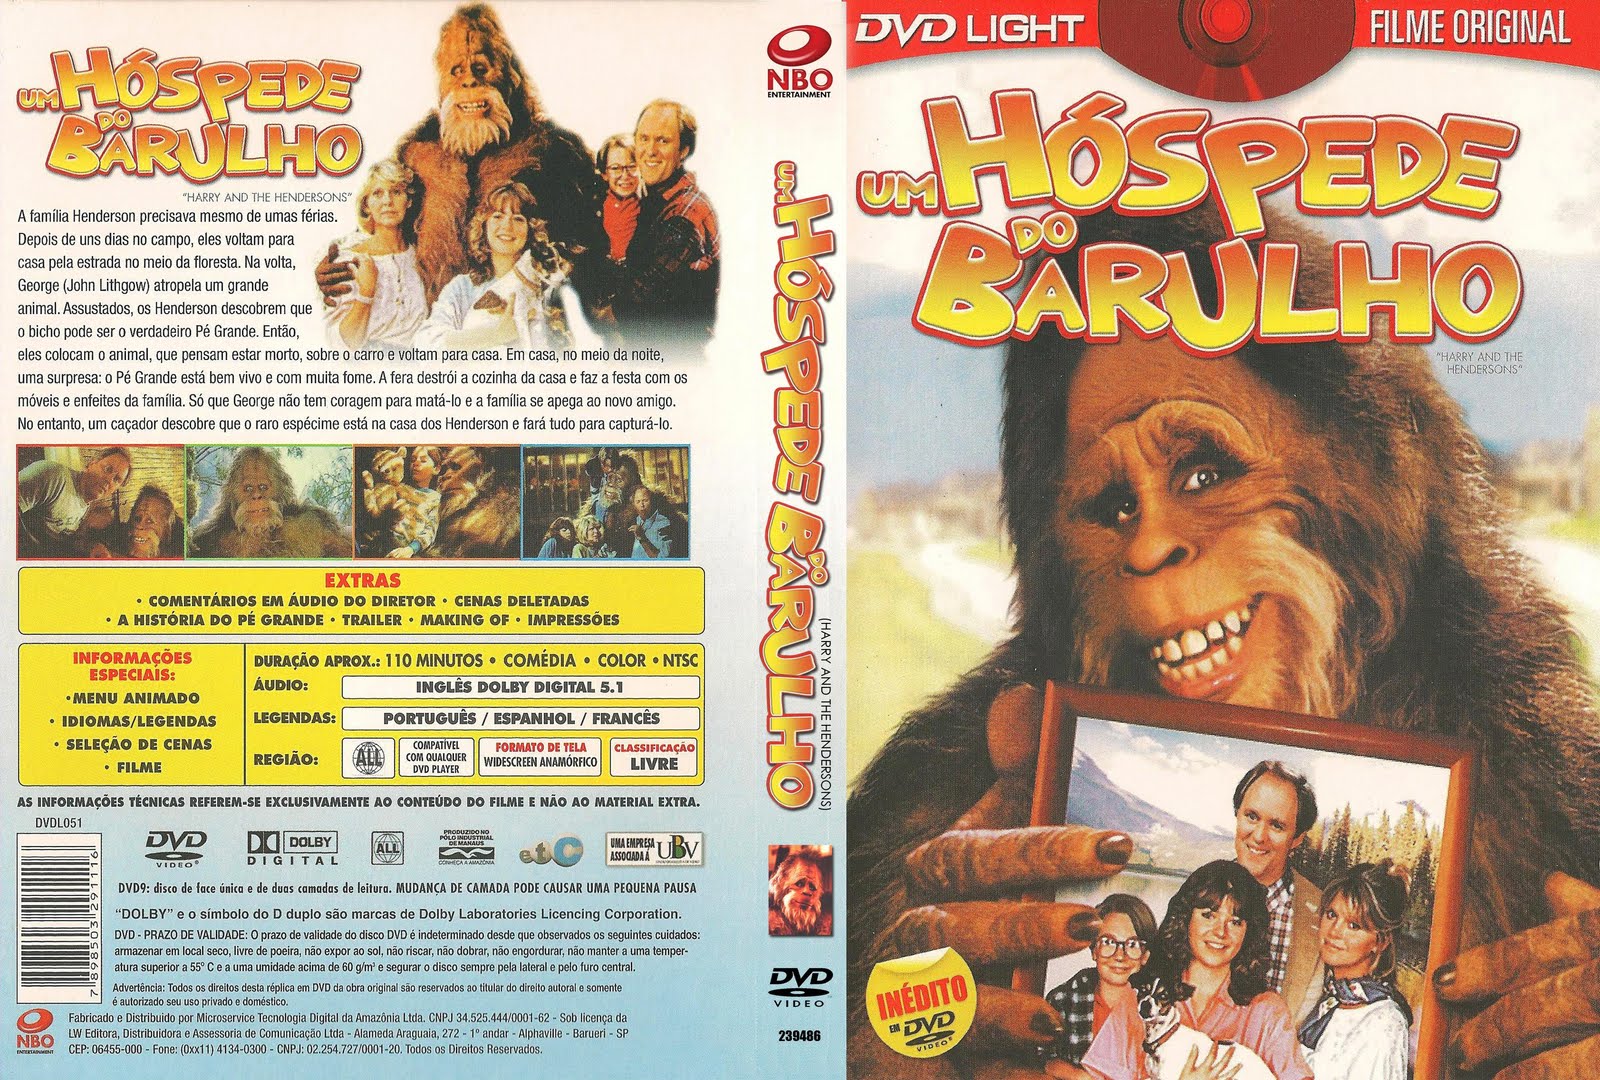 UM HÓSPEDE
DO
BARULHO
"HARRY AND THE HENDERSONS"
A família Henderson precisava mesmo de umas férias.
Depois de uns dias no campo, eles voltam para
casa pela estrada no meio da floresta. Na volta,
George (John Lithgow) atropela um grande
animal. Assustados, os Henderson descobrem que
o bicho pode ser o verdadeiro Pé Grande. Então,
eles colocam o animal, que pensam estar morto, sobre o carro e voltam para casa. Em casa, no meio da noite,
uma surpresa: o Pé Grande está bem vivo e com muita fome. A fera destrói a cozinha da casa e faz a festa com os
móveis e enfeites da família. Só que George não tem coragem para matá-lo e a família se apega ao novo amigo.
No entanto, um caçador descobre que o raro espécime está na casa dos Henderson e fará tudo para capturá-lo.
EXTRAS
• COMENTÁRIOS EM ÁUDIO DO DIRETOR • CENAS DELETADAS
• A HISTÓRIA DO PÉ GRANDE • TRAILER • MAKING OF • IMPRESSÕES
INFORMAÇÕES
ESPECIAIS:
•MENU ANIMADO
• IDIOMAS/LEGENDAS
• SELEÇÃO DE CENAS
• FILME
DURAÇÃO APROX.: 110 MINUTOS • COMÉDIA • COLOR • NTSC
ÁUDIO: INGLÊS DOLBY DIGITAL 5.1
LEGENDAS: PORTUGUÊS / ESPANHOL / FRANCÊS
REGIÃO: ALL
COMPATÍVEL
COM QUALQUER
DVD PLAYER
FORMATO DE TELA
WIDESCREEN ANAMÓRFICO
CLASSIFICAÇÃO
LIVRE
AS INFORMAÇÕES TÉCNICAS REFEREM-SE EXCLUSIVAMENTE AO CONTEÚDO DO FILME E NÃO AO MATERIAL EXTRA.
DVDL051
7 898503 291116
DVD
VIDEO
DOLBY
DIGITAL
ALL
PRODUZIDO NO
PÓLO INDUSTRIAL
DE MANAUS
CONHEÇA A AMAZÔNIA
etC
UMA EMPRESA
ASSOCIADA À
UBV
DVD9: disco de face única e de duas camadas de leitura. MUDANÇA DE CAMADA PODE CAUSAR UMA PEQUENA PAUSA
"DOLBY" e o símbolo do D duplo são marcas de Dolby Laboratories Licencing Corporation.
DVD - PRAZO DE VALIDADE: O prazo de validade do disco DVD é indeterminado desde que observados os seguintes cuidados:
armazenar em local seco, livre de poeira, não expor ao sol, não riscar, não dobrar, não engordurar, não manter a uma temper-
atura superior a 55º C e a uma umidade acima de 60 g/m³ e segurar o disco sempre pela lateral e pelo furo central.
Advertência: Todos os direitos desta réplica em DVD da obra original são reservados ao titular do direito autoral e somente
é autorizado seu uso privado e doméstico.
NBO
ENTERTAINMENT
Fabricado e Distribuido por Microservice Tecnologia Digital da Amazônia Ltda. CNPJ 34.525.444/0001-62 - Sob licença da
LW Editora, Distribuidora e Assessoria de Comunicação Ltda - Alameda Araguaia, 272 - 1º andar - Alphaville - Barueri - SP
CEP: 06455-000 - Fone: (0xx11) 4134-0300 - CNPJ: 02.254.727/0001-20. Todos os Direitos Reservados.
NBO
ENTERTAINMENT
UM HÓSPEDE DO BARULHO
(HARRY AND THE HENDERSONS)
DVD
VIDEO
239486
DVD LIGHT
FILME ORIGINAL
UM HÓSPEDE
DO
BARULHO
"HARRY AND THE
HENDERSONS"
INÉDITO
EM DVD
VIDEO